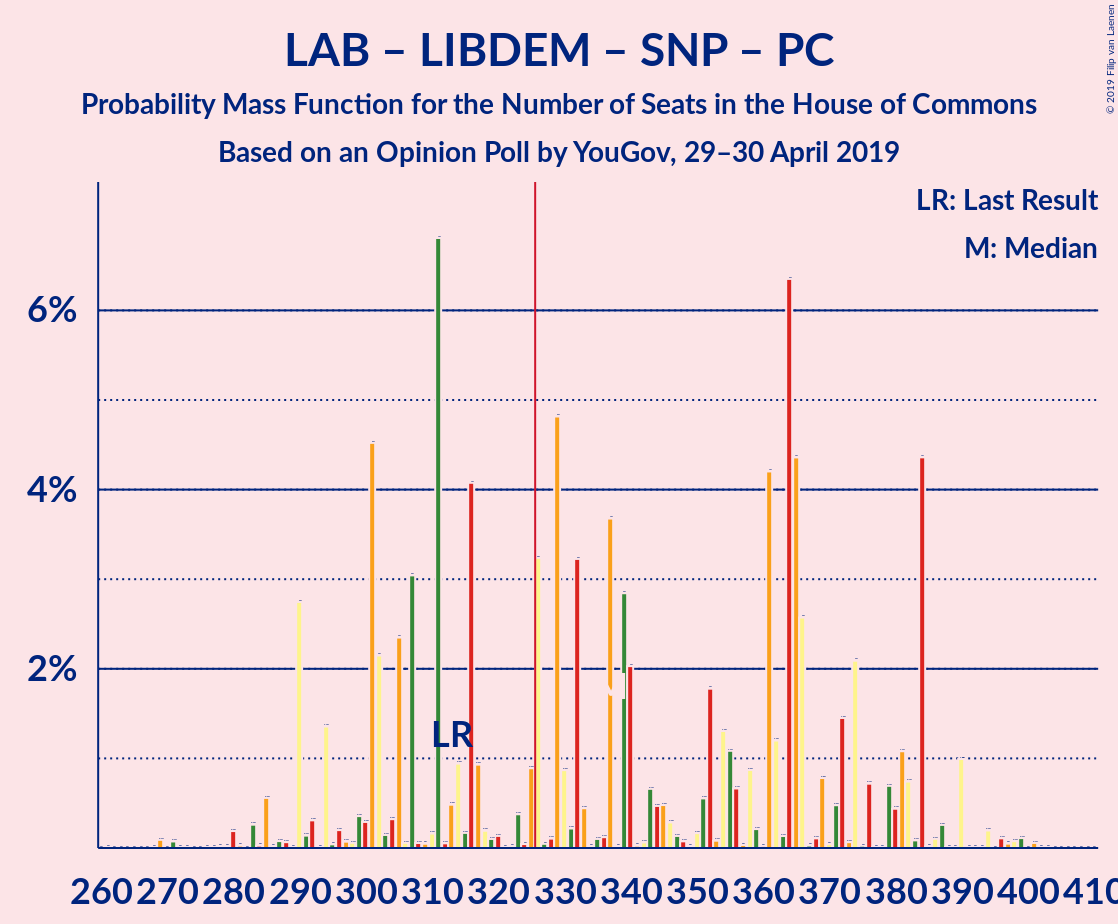 LAB – LIBDEM – SNP – PC
Probability Mass Function for the Number of Seats in the House of Commons
Based on an Opinion Poll by YouGov, 29–30 April 2019
© 2019 Filip van Laenen
LR: Last Result
M: Median
6%
4%
2%
LR
260 270 280 290 300 310 320 330 340 350 360 370 380 390 400 410